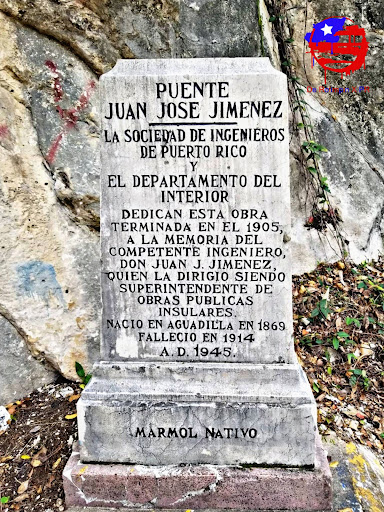 PUENTE
JUAN JOSE JIMENEZ
LA SOCIEDAD DE INGENIEROS
DE PUERTO RICO
Y
EL DEPARTAMENTO DEL
INTERIOR
DEDICAN ESTA OBRA
TERMINADA EN EL 1905,
A LA MEMORIA DEL
COMPETENTE INGENIERO,
DON JUAN J. JIMENEZ,
QUIEN LA DIRIGIO SIENDO
SUPERINTENDENTE DE
OBRAS PUBLICAS
INSULARES.
NACIO EN AGUADILLA EN 1869
FALLECIO EN 1914
A.D. 1945.
MARMOL NATIVO